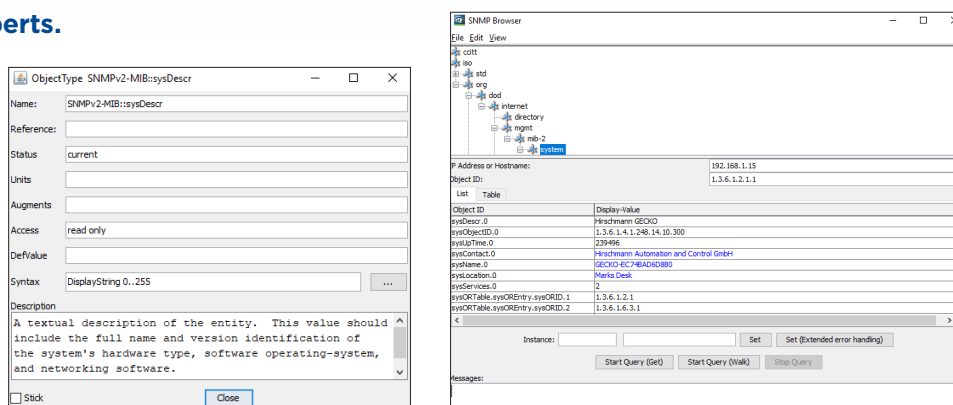 perts.
ObjectType SNMPv2-MIB::sysDescr
Name: SNMPv2-MIB::sysDescr
Reference:
Status current
Units
Augments
Access read only
DefValue
Syntax DisplayString 0..255 ...
Description
A textual description of the entity. This value should
include the full name and version identification of
the system's hardware type, software operating-system,
and networking software.
Stick Close
SNMP Browser
File Edit View
ccitt
iso
std
org
dod
internet
directory
mgmt
mib-2
system
IP Address or Hostname: 192.168.1.15
Object ID: 1.3.6.1.2.1.1
List Table
Object ID Display-Value
sysDescr.0 Hirschmann GECKO
sysObjectID.0 1.3.6.1.4.1.248.14.10.300
sysUpTime.0 239496
sysContact.0 Hirschmann Automation and Control GmbH
sysName.0 GECKO-EC74BAD6D8B0
sysLocation.0 Marks Desk
sysServices.0 2
sysORTable.sysOREntry.sysORID.1 1.3.6.1.2.1
sysORTable.sysOREntry.sysORID.2 1.3.6.1.6.3.1
Instance: Set Set (Extended error handling)
Start Query (Get) Start Query (Walk) Stop Query
Messages: